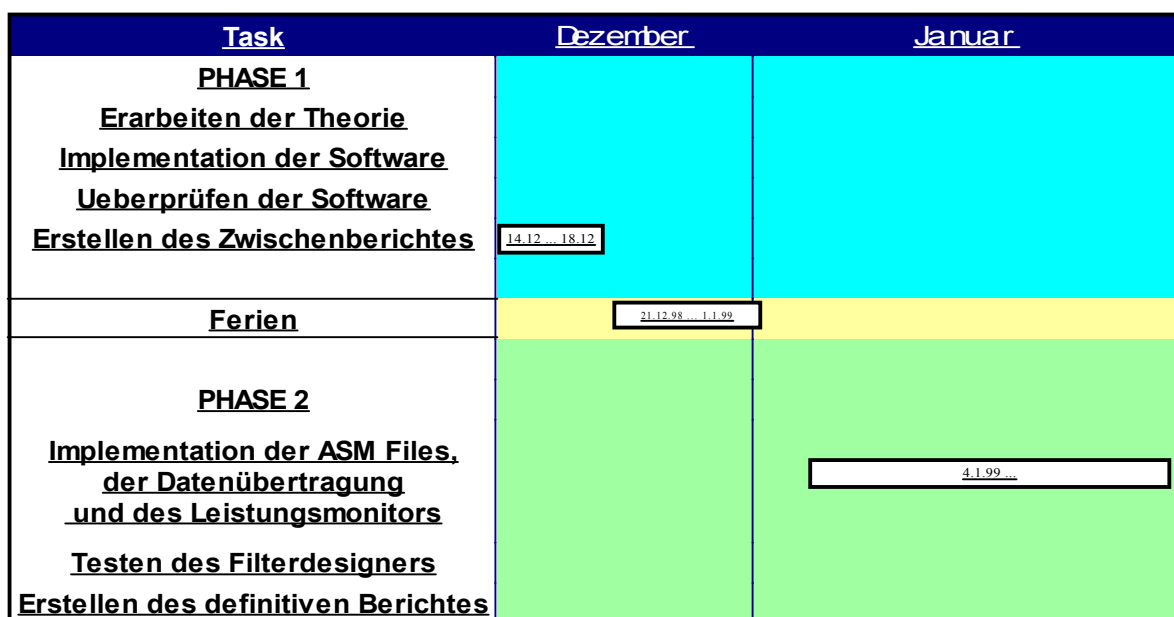 Task Dezember Januar
PHASE 1
Erarbeiten der Theorie
Implementation der Software
Ueberprüfen der Software
Erstellen des Zwischenberichtes 14.12 ... 18.12
Ferien 21.12.98 ... 1.1.99
PHASE 2
Implementation der ASM Files,
der Datenübertragung 4.1.99 ...
und des Leistungsmonitors
Testen des Filterdesigners
Erstellen des definitiven Berichtes